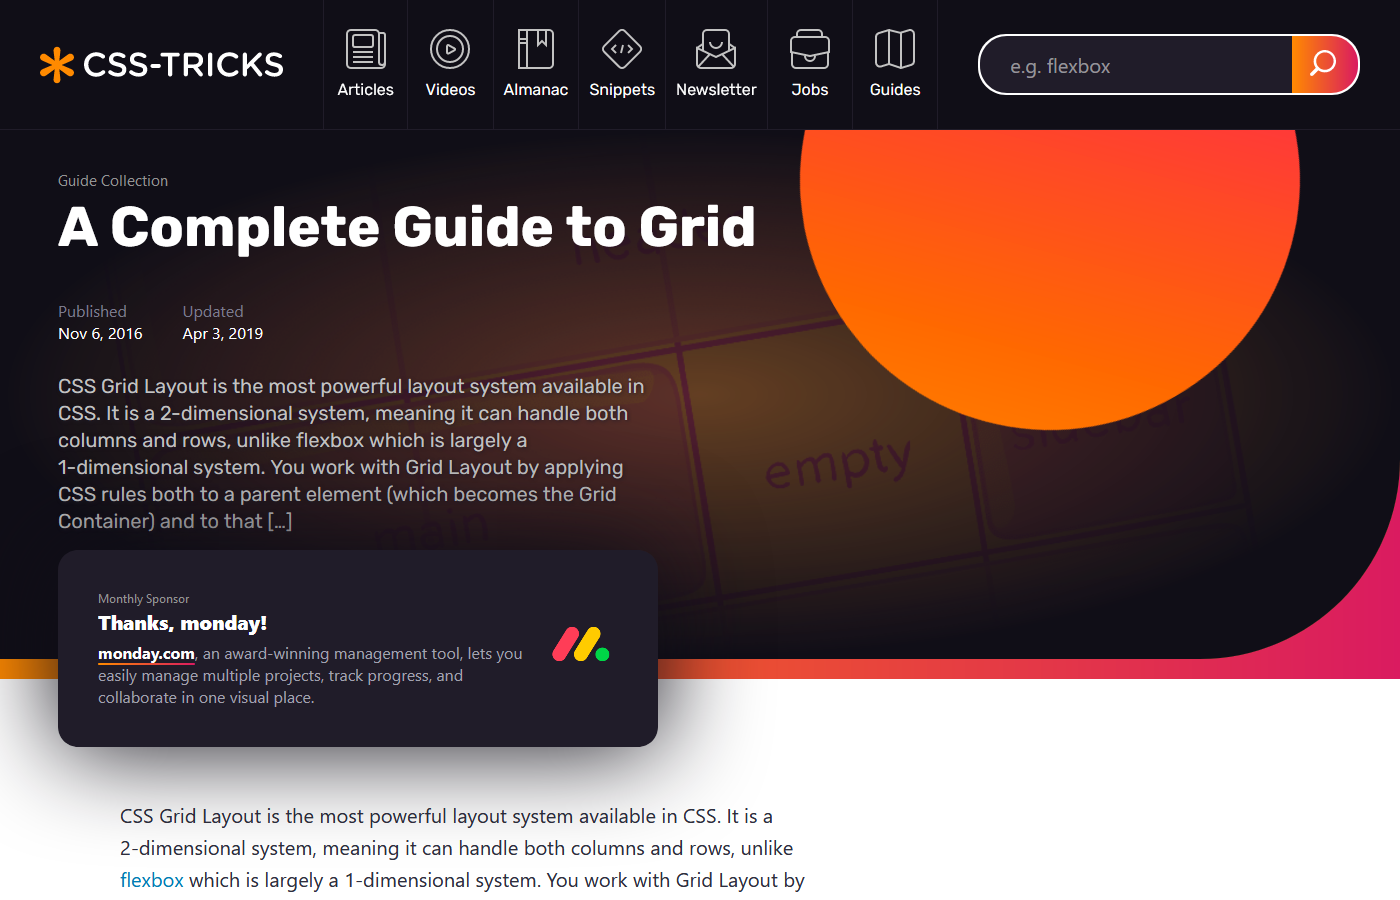 CSS-TRICKS
Articles
Videos
Almanac
Snippets
Newsletter
Jobs
Guides
e.g. flexbox
Guide Collection
A Complete Guide to Grid
Published
Nov 6, 2016
Updated
Apr 3, 2019
CSS Grid Layout is the most powerful layout system available in
CSS. It is a 2-dimensional system, meaning it can handle both
columns and rows, unlike flexbox which is largely a
1-dimensional system. You work with Grid Layout by applying
CSS rules both to a parent element (which becomes the Grid
Container) and to that […]
empty
sidebar
main
Monthly Sponsor
Thanks, monday!
monday.com, an award-winning management tool, lets you
easily manage multiple projects, track progress, and
collaborate in one visual place.
CSS Grid Layout is the most powerful layout system available in CSS. It is a
2-dimensional system, meaning it can handle both columns and rows, unlike
flexbox which is largely a 1-dimensional system. You work with Grid Layout by